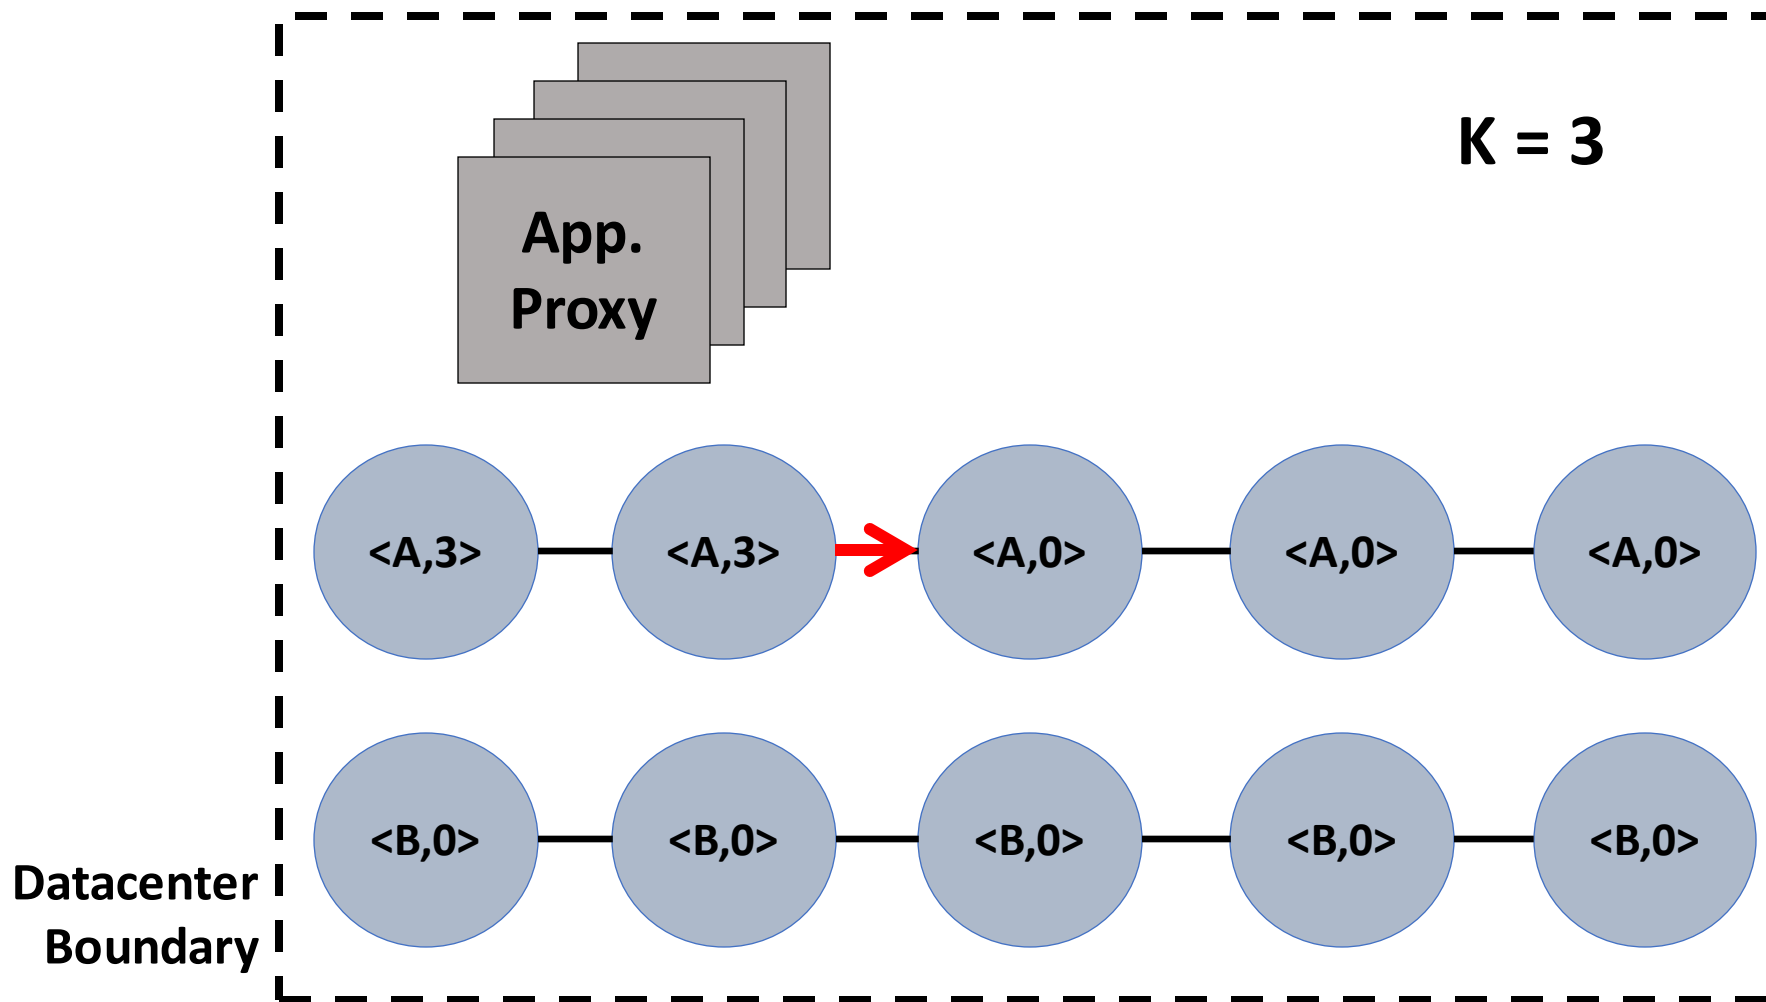 K = 3
App.
Proxy
<A,3> <A,3> <A,0> <A,0> <A,0>
<B,0> <B,0> <B,0> <B,0> <B,0>
Datacenter
Boundary